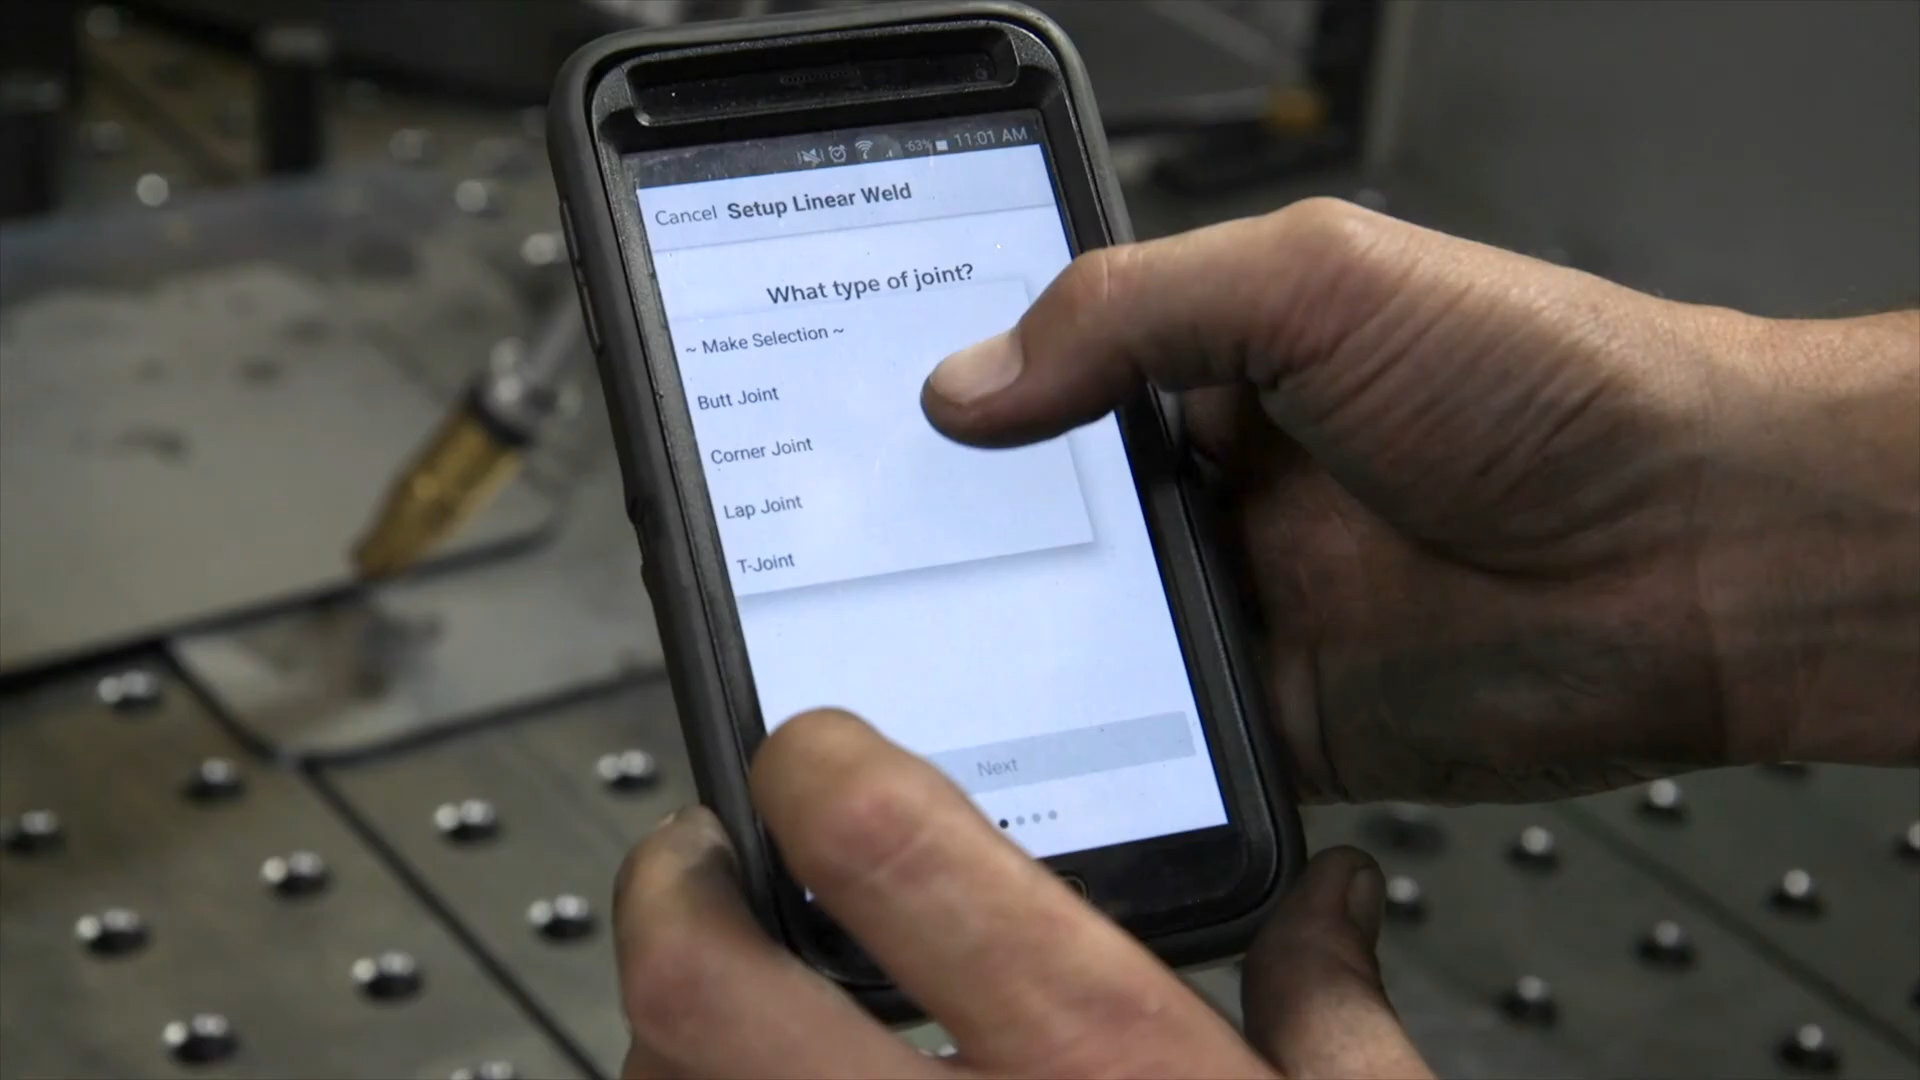 63% 11:01 AM
Cancel Setup Linear Weld
What type of joint?
~ Make Selection ~
Butt Joint
Corner Joint
Lap Joint
T-Joint
Next